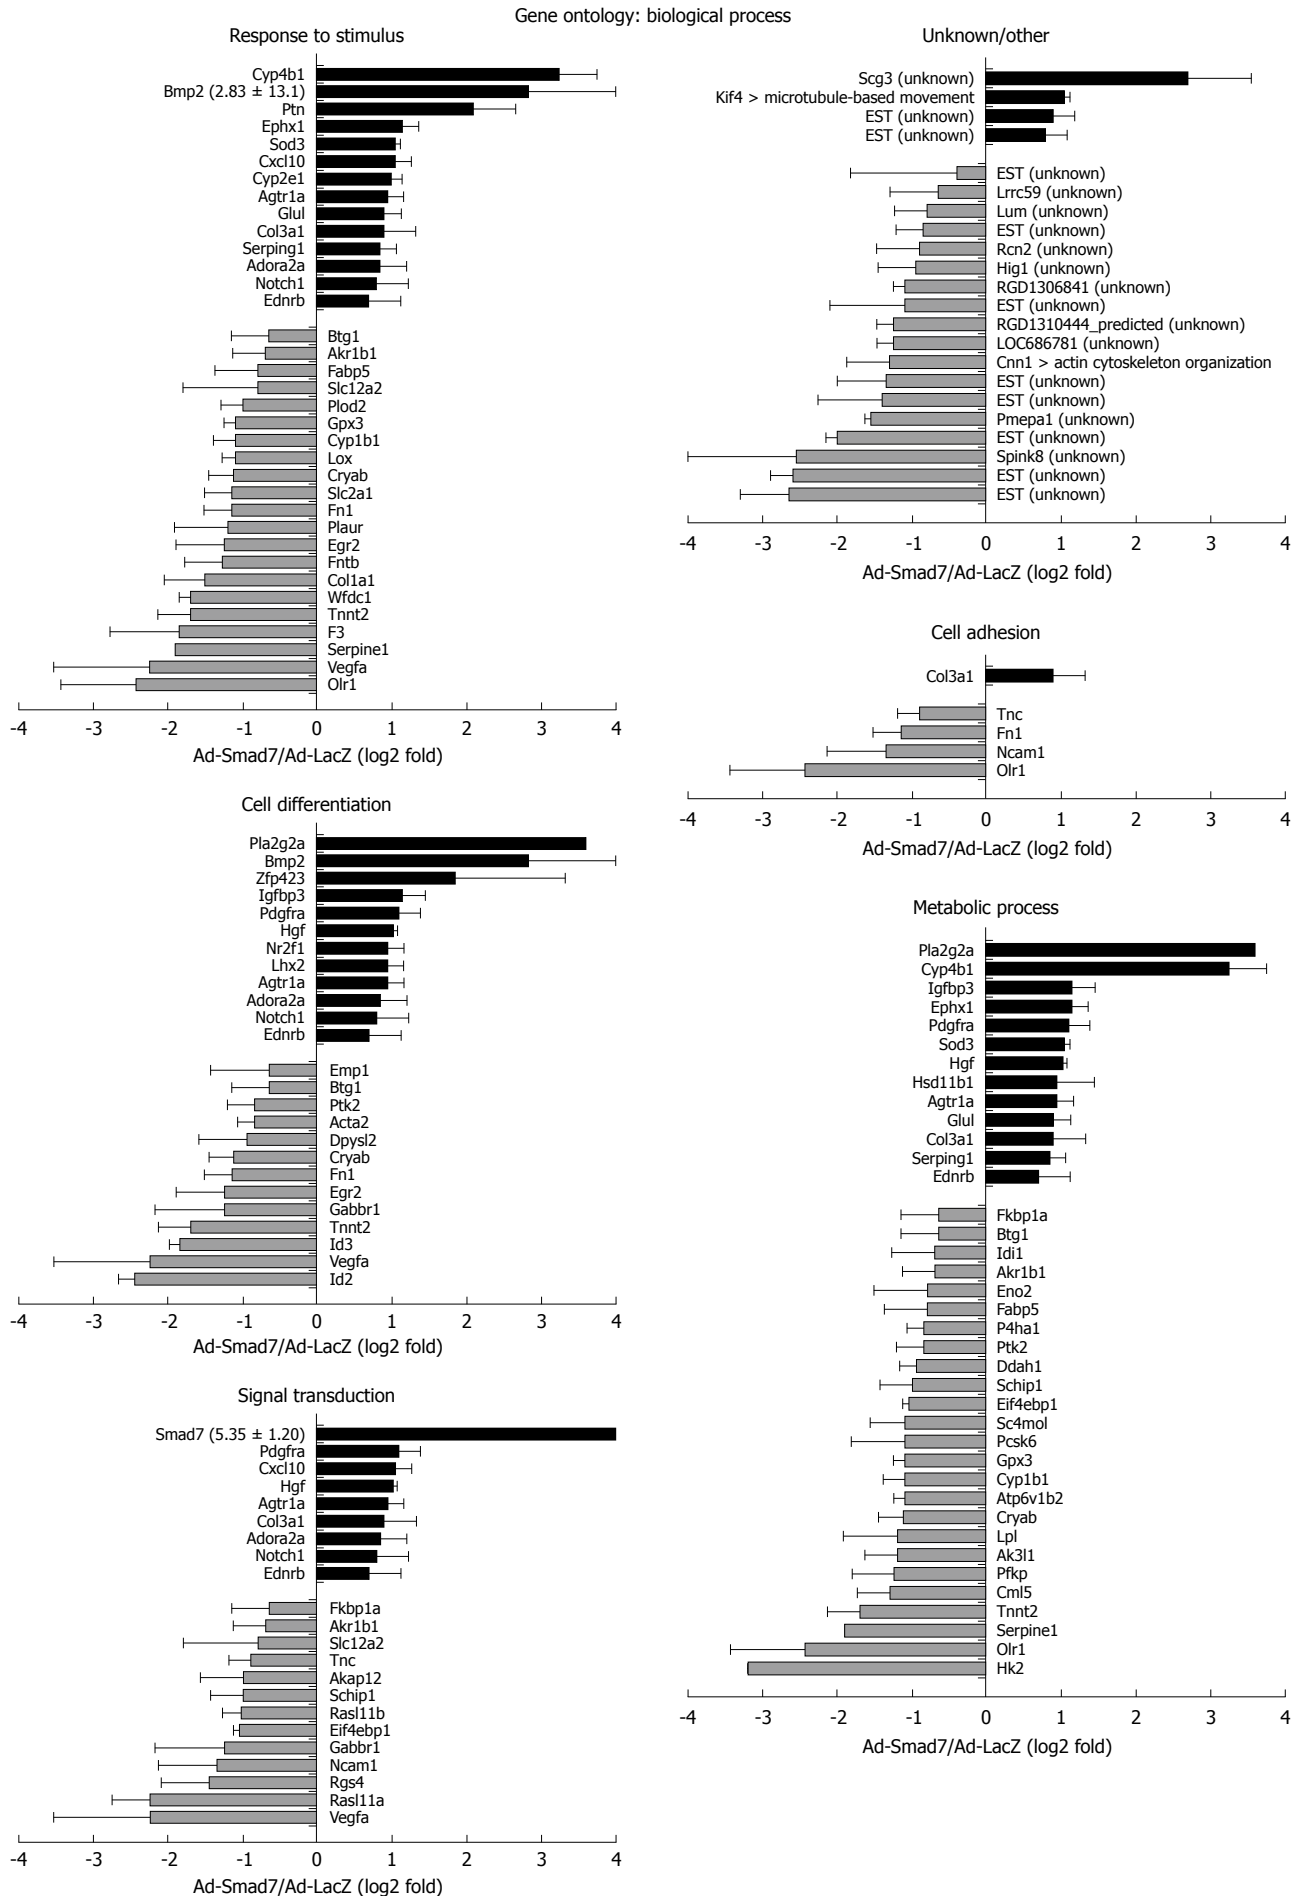 Gene ontology: biological process
Response to stimulus
Cyp4b1
Bmp2 (2.83 ± 13.1)
Ptn
Ephx1
Sod3
Cxcl10
Cyp2e1
Agtr1a
Glul
Col3a1
Serping1
Adora2a
Notch1
Ednrb
Btg1
Akr1b1
Fabp5
Slc12a2
Plod2
Gpx3
Cyp1b1
Lox
Cryab
Slc2a1
Fn1
Plaur
Egr2
Fntb
Col1a1
Wfdc1
Tnnt2
F3
Serpine1
Vegfa
Olr1
-4 -3 -2 -1 0 1 2 3 4
Ad-Smad7/Ad-LacZ (log2 fold)
Cell differentiation
Pla2g2a
Bmp2
Zfp423
Igfbp3
Pdgfra
Hgf
Nr2f1
Lhx2
Agtr1a
Adora2a
Notch1
Ednrb
Emp1
Btg1
Ptk2
Acta2
Dpysl2
Cryab
Fn1
Egr2
Gabbr1
Tnnt2
Id3
Vegfa
Id2
-4 -3 -2 -1 0 1 2 3 4
Ad-Smad7/Ad-LacZ (log2 fold)
Signal transduction
Smad7 (5.35 ± 1.20)
Pdgfra
Cxcl10
Hgf
Agtr1a
Col3a1
Adora2a
Notch1
Ednrb
Fkbp1a
Akr1b1
Slc12a2
Tnc
Akap12
Schip1
Rasl11b
Eif4ebp1
Gabbr1
Ncam1
Rgs4
Rasl11a
Vegfa
-4 -3 -2 -1 0 1 2 3 4
Ad-Smad7/Ad-LacZ (log2 fold)
Unknown/other
Scg3 (unknown)
Kif4 > microtubule-based movement
EST (unknown)
EST (unknown)
EST (unknown)
Lrrc59 (unknown)
Lum (unknown)
EST (unknown)
Rcn2 (unknown)
Hig1 (unknown)
RGD1306841 (unknown)
EST (unknown)
RGD1310444_predicted (unknown)
LOC686781 (unknown)
Cnn1 > actin cytoskeleton organization
EST (unknown)
EST (unknown)
Pmepa1 (unknown)
EST (unknown)
Spink8 (unknown)
EST (unknown)
EST (unknown)
-4 -3 -2 -1 0 1 2 3 4
Ad-Smad7/Ad-LacZ (log2 fold)
Cell adhesion
Col3a1
Tnc
Fn1
Ncam1
Olr1
-4 -3 -2 -1 0 1 2 3 4
Ad-Smad7/Ad-LacZ (log2 fold)
Metabolic process
Pla2g2a
Cyp4b1
Igfbp3
Ephx1
Pdgfra
Sod3
Hgf
Hsd11b1
Agtr1a
Glul
Col3a1
Serping1
Ednrb
Fkbp1a
Btg1
Idi1
Akr1b1
Eno2
Fabp5
P4ha1
Ptk2
Ddah1
Schip1
Eif4ebp1
Sc4mol
Pcsk6
Gpx3
Cyp1b1
Atp6v1b2
Cryab
Lpl
Ak3l1
Pfkp
Cml5
Tnnt2
Serpine1
Olr1
Hk2
-4 -3 -2 -1 0 1 2 3 4
Ad-Smad7/Ad-LacZ (log2 fold)